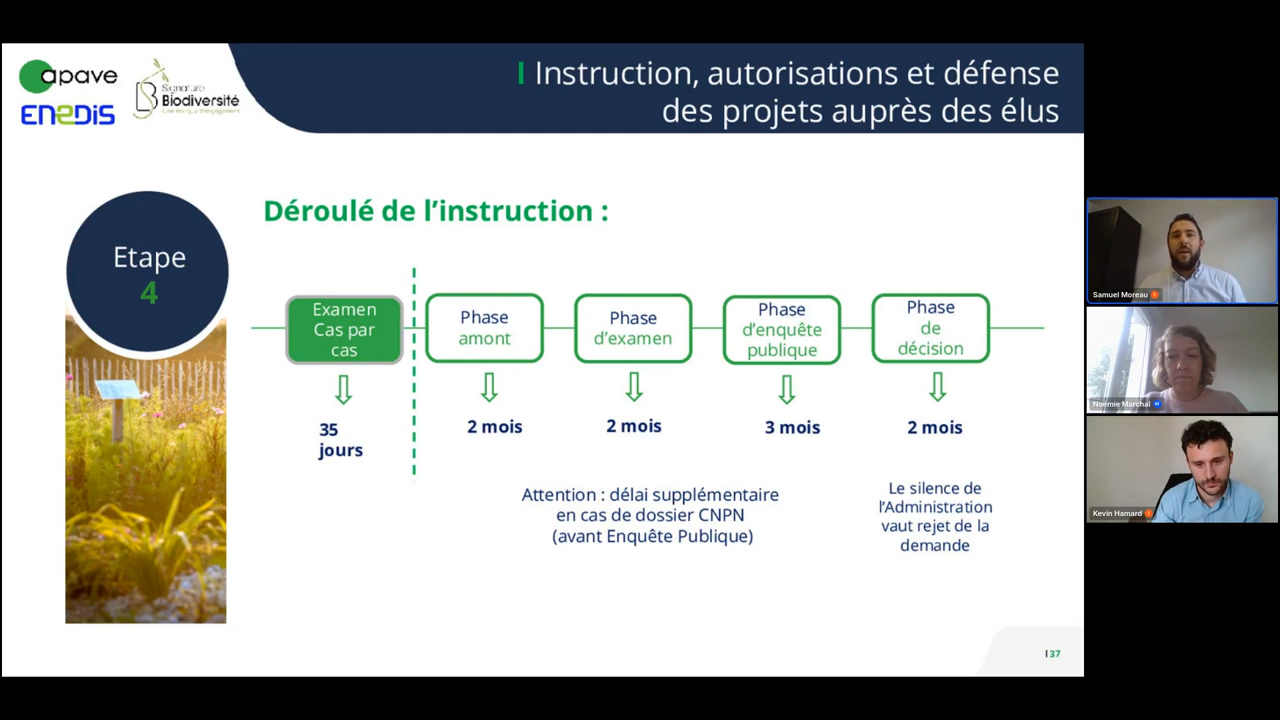 apave
ENEDIS
Signature
Biodiversité
I Instruction, autorisations et défense
des projets auprès des élus
Etape
4
Déroulé de l’instruction :
Examen
Cas par
cas
Phase
amont
Phase
d’examen
Phase
d’enquête
publique
Phase
de
décision
35
jours
2 mois
2 mois
3 mois
2 mois
Attention : délai supplémentaire
en cas de dossier CNPN
(avant Enquête Publique)
Le silence de
l’Administration
vaut rejet de la
demande
I 37
Samuel Moreau
Noémie Marchal
Kevin Hamard